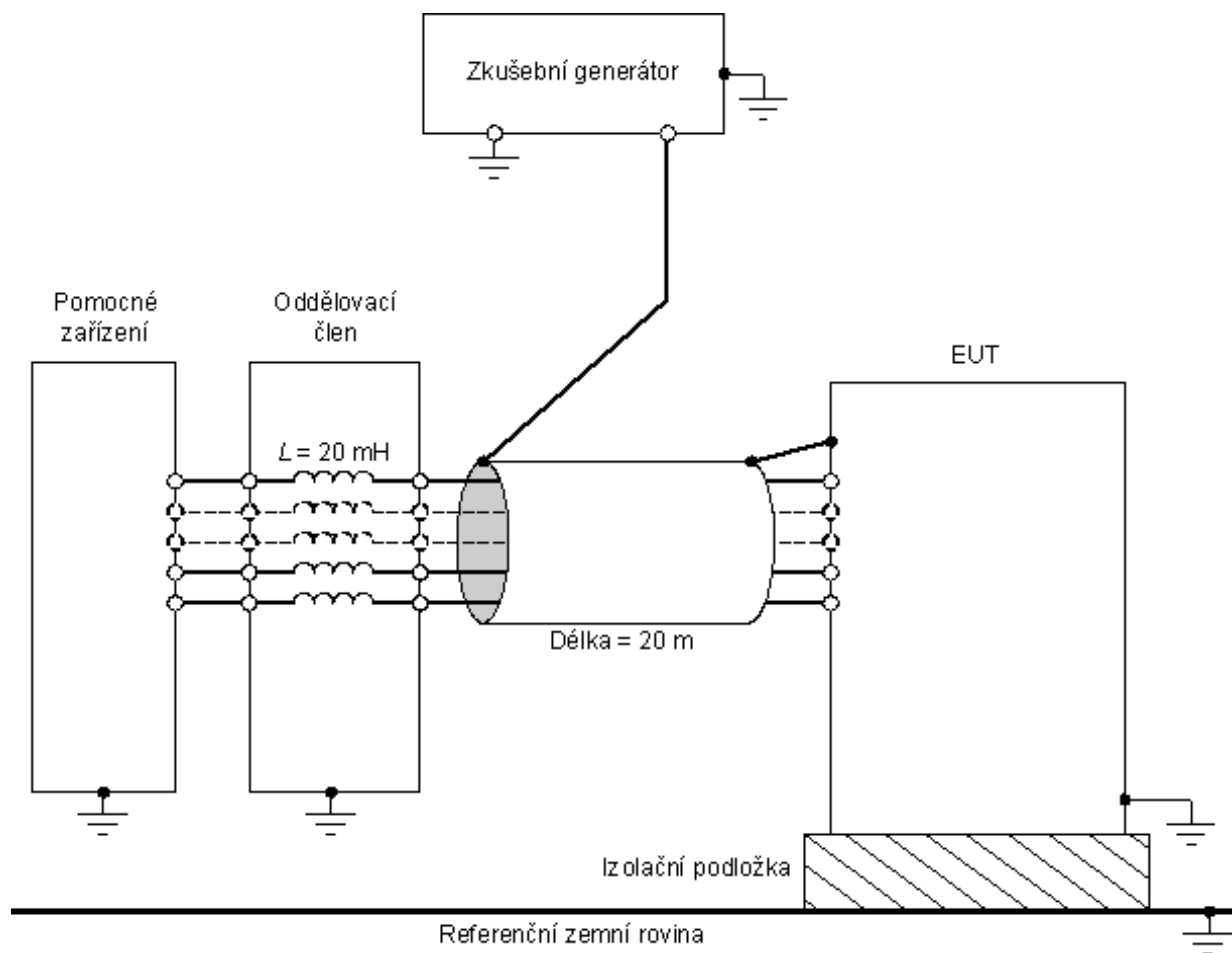 Zkušební generátor
Pomocné
zařízení
Oddělovací
člen
EUT
L = 20 mH
Délka = 20 m
Izolační podložka
Referenční zemní rovina